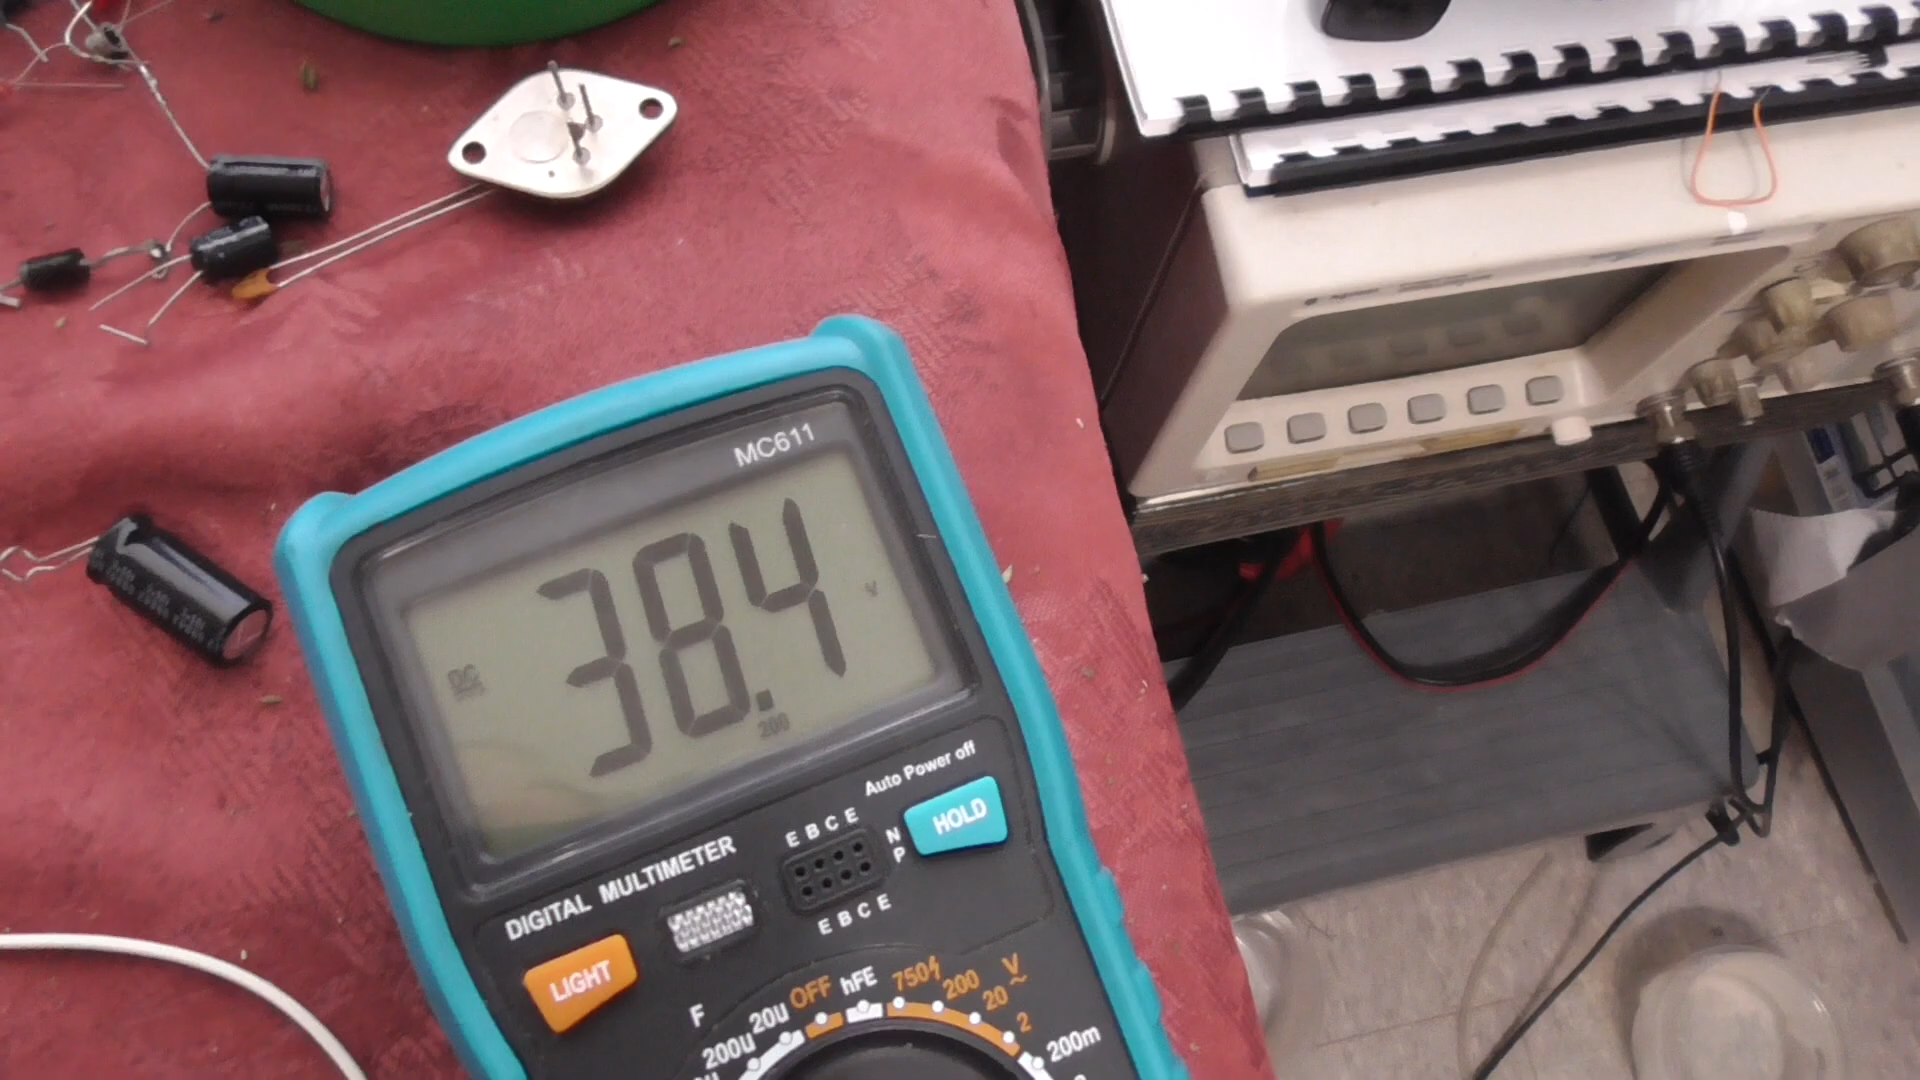 MC611
DC
38.4
V
200
Auto Power off
HOLD
E B C E
N
P
E B C E
DIGITAL MULTIMETER
LIGHT
F
200u
20u
OFF
hFE
750
200
20
2
V~
200m